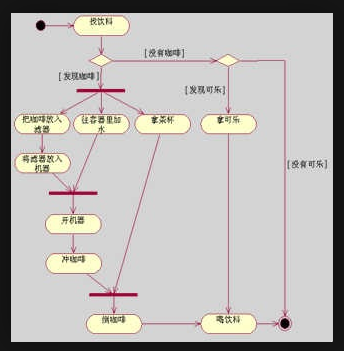 找饮料
[没有咖啡]
[发现咖啡]
[发现可乐]
把咖啡放入
滤器
往容器里加
水
拿茶杯
拿可乐
将滤器放入
机器
[没有可乐]
开机器
冲咖啡
倒咖啡
喝饮料